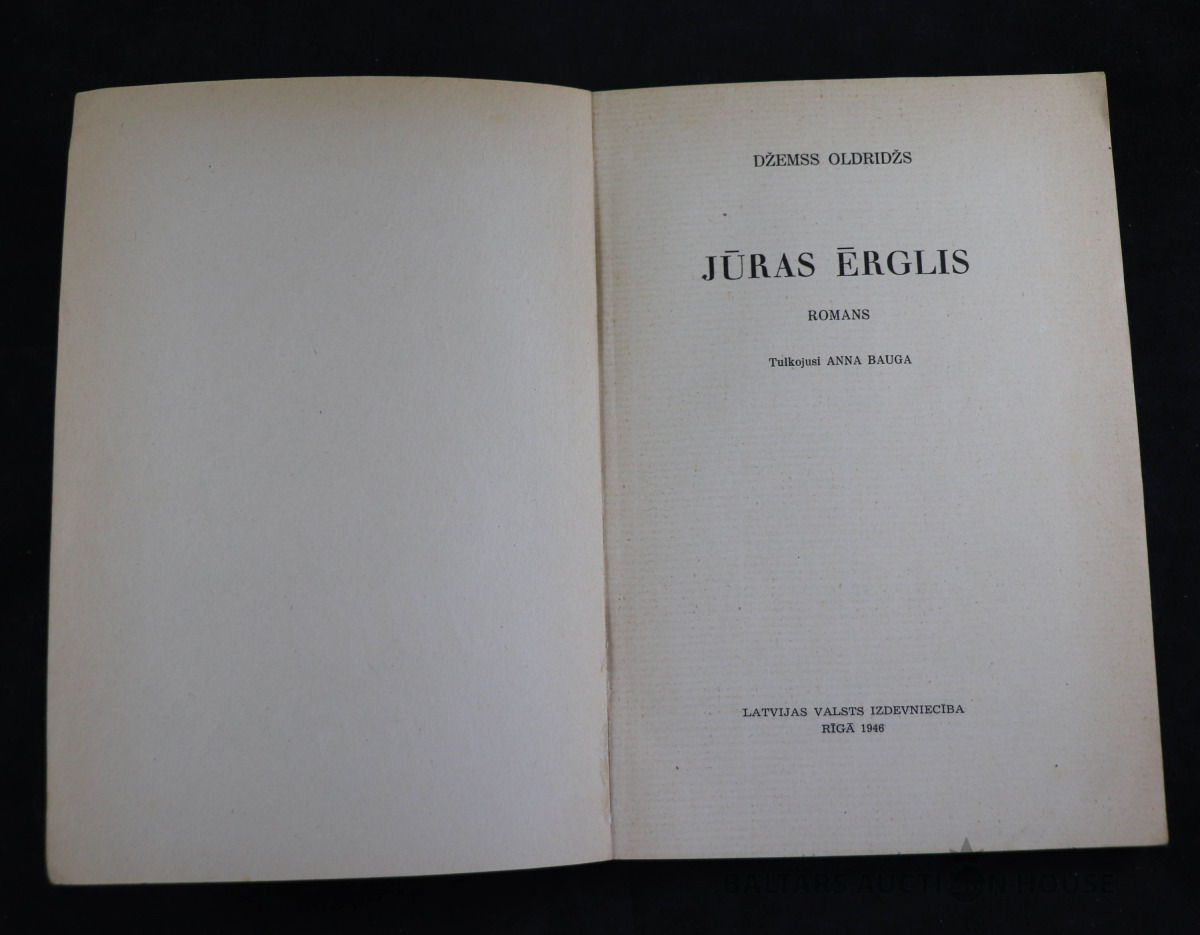 DŽEMSS OLDRIDŽS
JŪRAS ĒRGLIS
ROMANS
Tulkojusi ANNA BAUGA
LATVIJAS VALSTS IZDEVNIECĪBA
RĪGĀ 1946
BALTARS AUCTION HOUSE